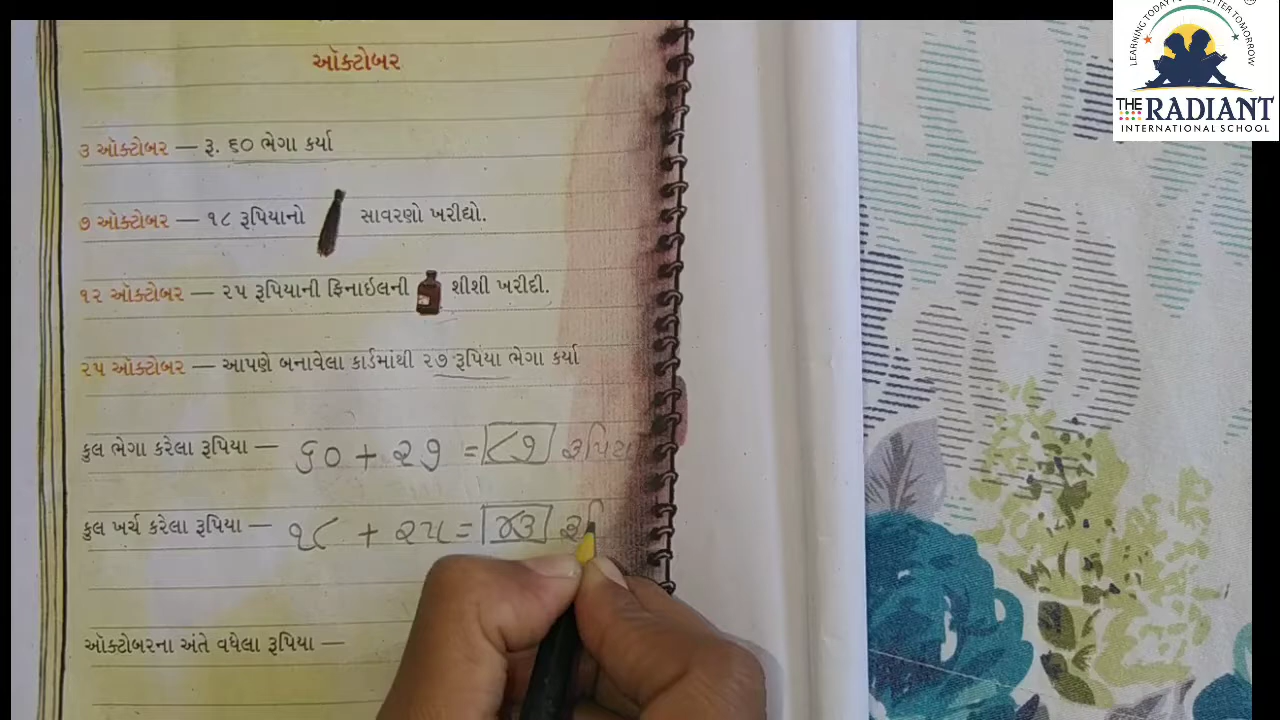 LEARNING TODAY FOR A BETTER TOMORROW
THE RADIANT
INTERNATIONAL SCHOOL
ઑક્ટોબર
૩ ઑક્ટોબર — રૂ. ૬૦ ભેગા કર્યા
૭ ઑક્ટોબર — ૧૮ રૂપિયાનો સાવરણો ખરીદ્યો.
૧૨ ઑક્ટોબર — ૨૫ રૂપિયાની ફિનાઇલની શીશી ખરીદી.
૨૫ ઑક્ટોબર — આપણે બનાવેલા કાર્ડમાંથી ૨૭ રૂપિયા ભેગા કર્યા
કુલ ભેગા કરેલા રૂપિયા — ૬૦ + ૨૭ = ૮૭ રૂપિયા
કુલ ખર્ચ કરેલા રૂપિયા — ૧૮ + ૨૫ = ૪૩
ઑક્ટોબરના અંતે વધેલા રૂપિયા —